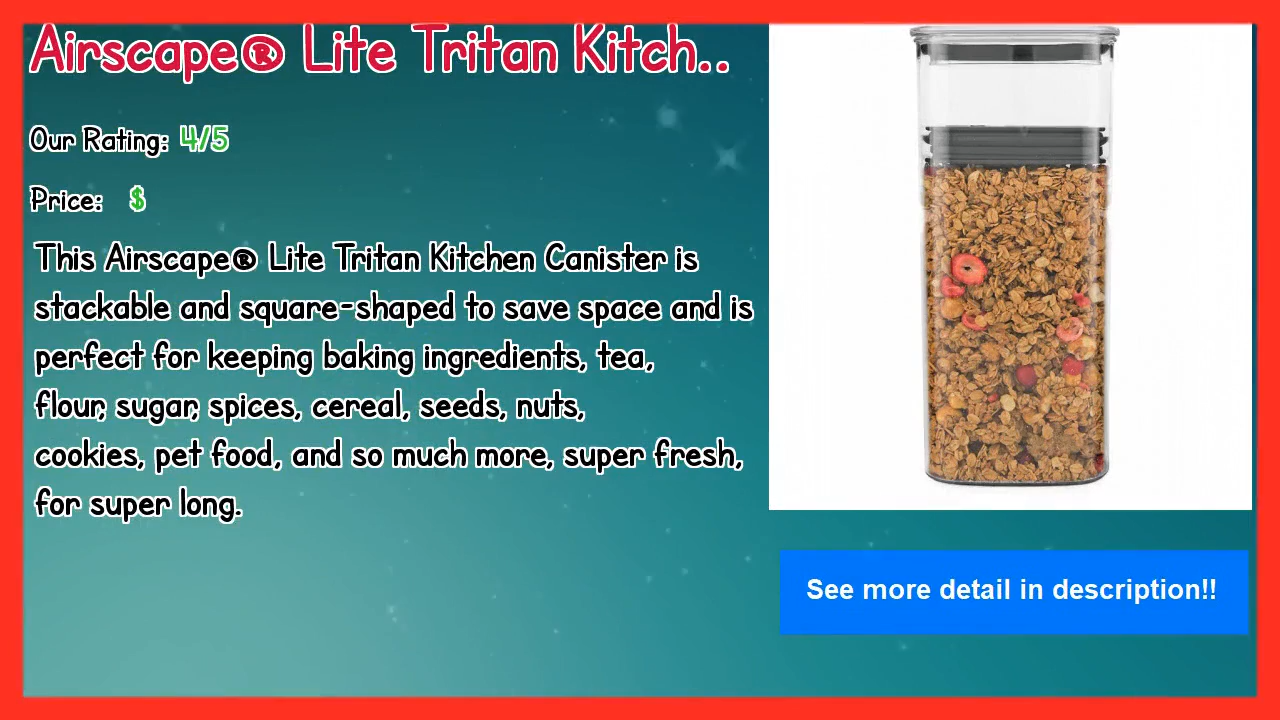 Airscape® Lite Tritan Kitch..
Our Rating: 4/5
Price: $
This Airscape® Lite Tritan Kitchen Canister is
stackable and square-shaped to save space and is
perfect for keeping baking ingredients, tea,
flour, sugar, spices, cereal, seeds, nuts,
cookies, pet food, and so much more, super fresh,
for super long.
See more detail in description!!